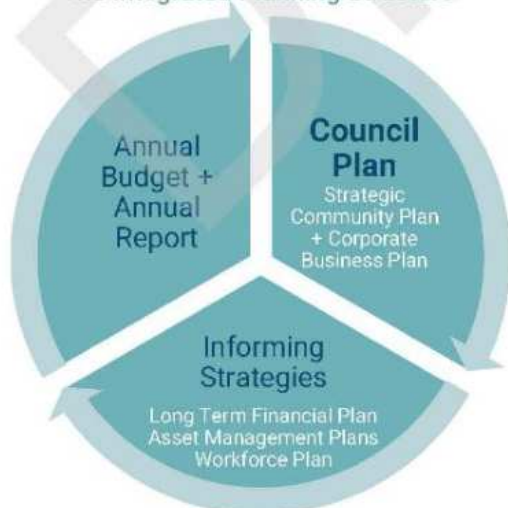 Council
Plan
Strategic
Community Plan
+ Corporate
Business Plan
Informing
Strategies
Long Term Financial Plan
Asset Management Plans
Workforce Plan
Annual
Budget +
Annual
Report